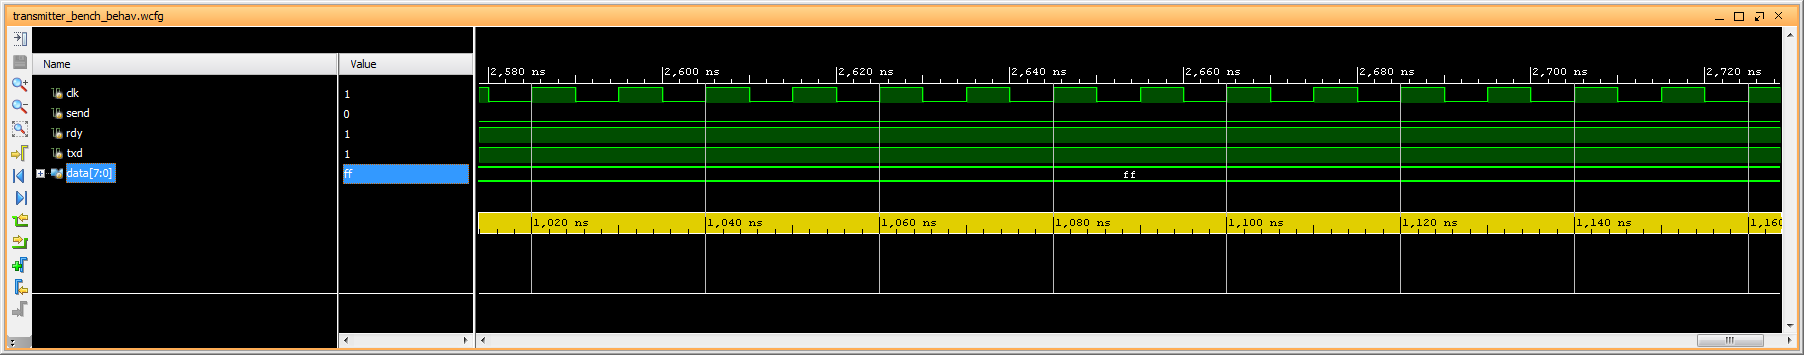 transmitter_bench_behav.wcfg
Name Value
2,580 ns 2,600 ns 2,620 ns 2,640 ns 2,660 ns 2,680 ns 2,700 ns 2,720 ns
clk 1
send 0
rdy 1
txd 1
data[7:0] ff ff
1,020 ns 1,040 ns 1,060 ns 1,080 ns 1,100 ns 1,120 ns 1,140 ns 1,160